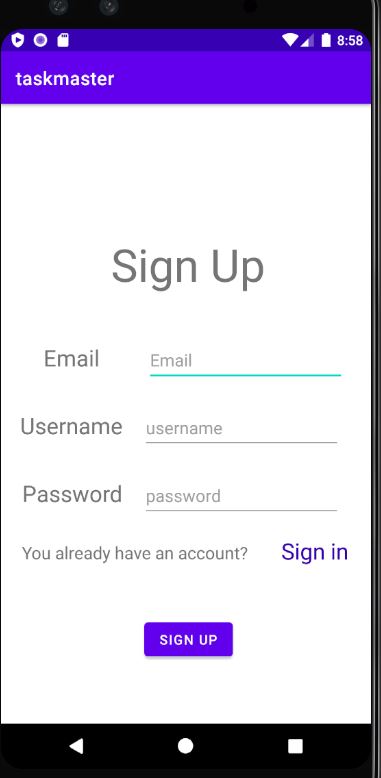 8:58
taskmaster
Sign Up
Email Email
Username username
Password password
You already have an account? Sign in
SIGN UP